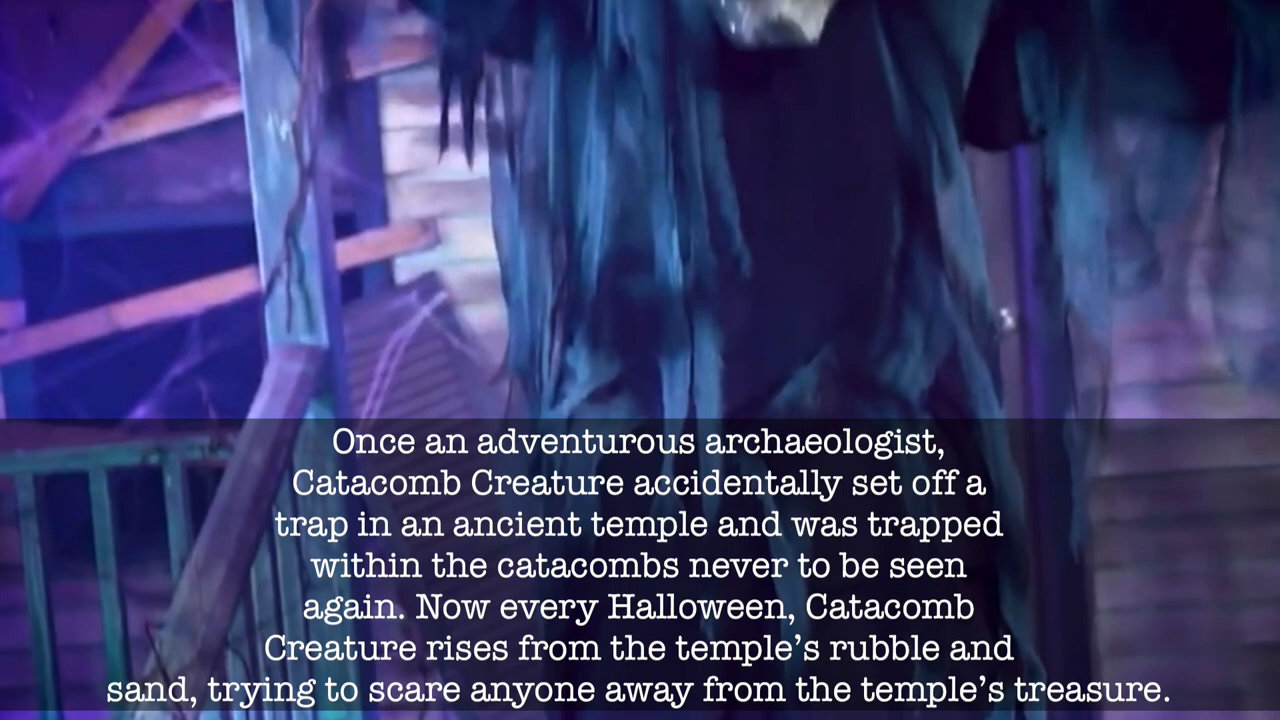 Once an adventurous archaeologist,
Catacomb Creature accidentally set off a
trap in an ancient temple and was trapped
within the catacombs never to be seen
again. Now every Halloween, Catacomb
Creature rises from the temple’s rubble and
sand, trying to scare anyone away from the temple’s treasure.